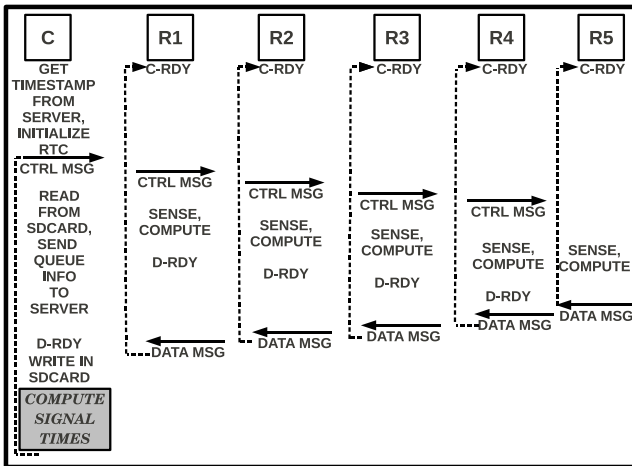 C
R1
R2
R3
R4
R5
GET
TIMESTAMP
FROM
SERVER,
INITIALIZE
RTC
CTRL MSG
READ
FROM
SDCARD,
SEND
QUEUE
INFO
TO
SERVER
D-RDY
WRITE IN
SDCARD
COMPUTE
SIGNAL
TIMES
C-RDY
CTRL MSG
SENSE,
COMPUTE
D-RDY
DATA MSG
C-RDY
CTRL MSG
SENSE,
COMPUTE
D-RDY
DATA MSG
C-RDY
CTRL MSG
SENSE,
COMPUTE
D-RDY
DATA MSG
C-RDY
CTRL MSG
SENSE,
COMPUTE
D-RDY
DATA MSG
C-RDY
SENSE,
COMPUTE
DATA MSG